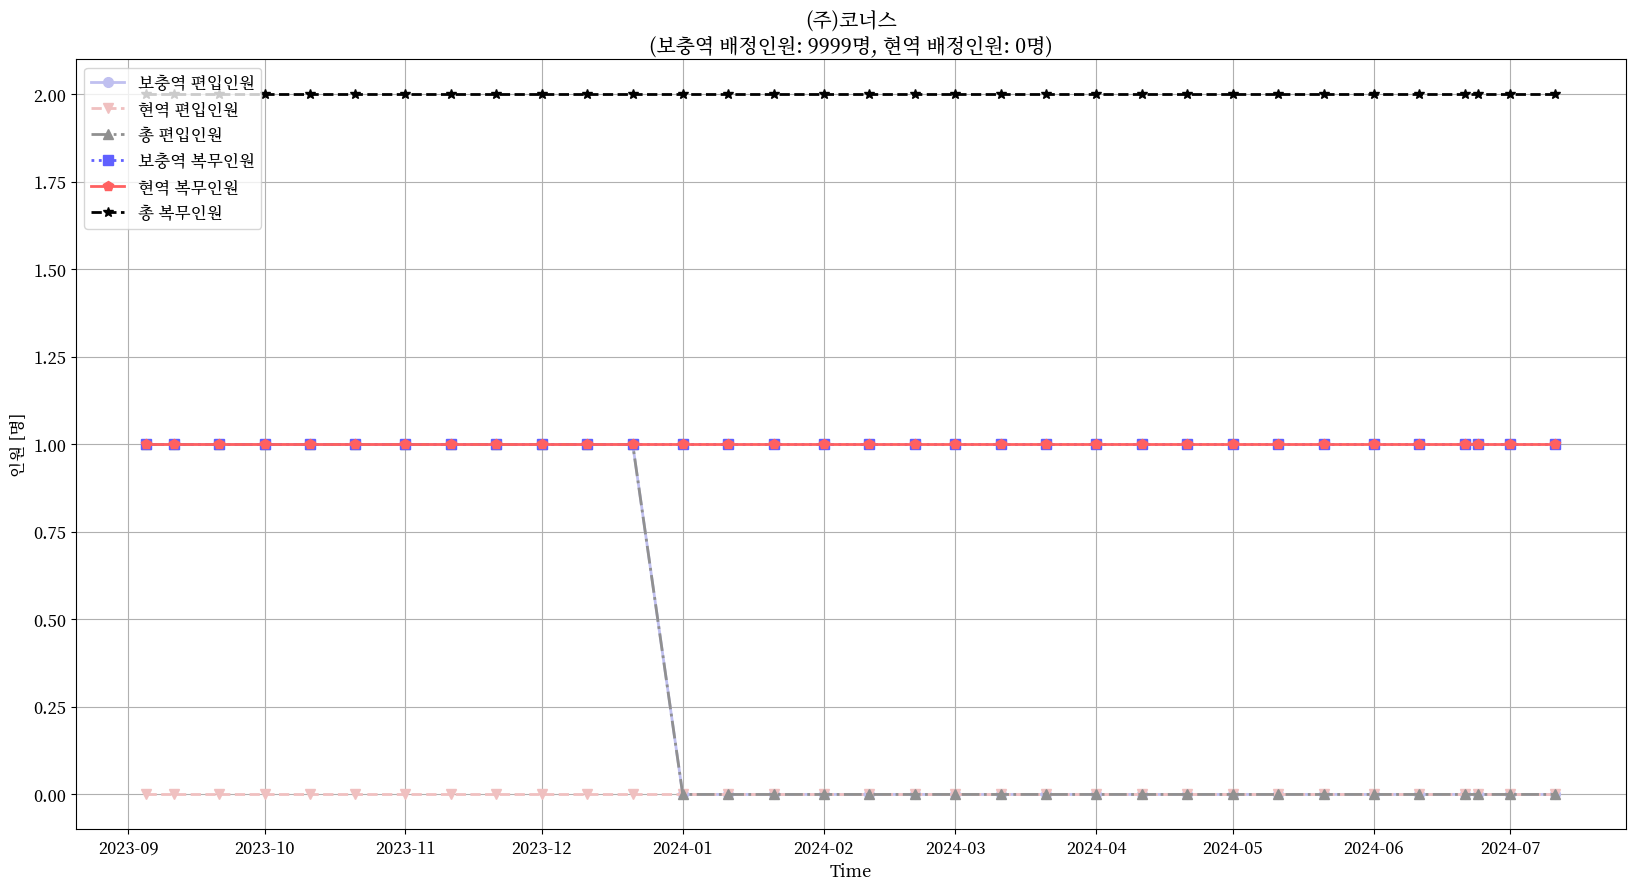 (주)코너스
(보충역 배정인원: 9999명, 현역 배정인원: 0명)
보충역 편입인원
현역 편입인원
총 편입인원
보충역 복무인원
현역 복무인원
총 복무인원
인원 [명]
2.00
1.75
1.50
1.25
1.00
0.75
0.50
0.25
0.00
2023-09 2023-10 2023-11 2023-12 2024-01 2024-02 2024-03 2024-04 2024-05 2024-06 2024-07
Time